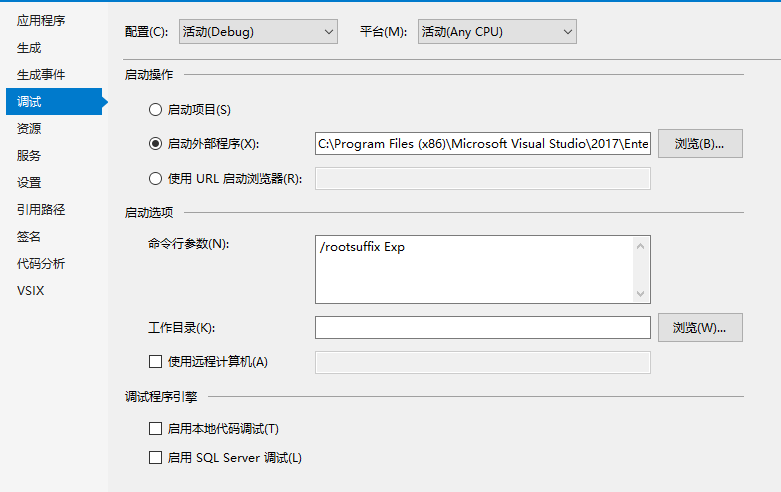 应用程序
生成
生成事件
调试
资源
服务
设置
引用路径
签名
代码分析
VSIX
配置(C): 活动(Debug) 平台(M): 活动(Any CPU)
启动操作
启动项目(S)
启动外部程序(X): C:\Program Files (x86)\Microsoft Visual Studio\2017\Ente 浏览(B)...
使用 URL 启动浏览器(R):
启动选项
命令行参数(N): /rootsuffix Exp
工作目录(K): 浏览(W)...
使用远程计算机(A)
调试程序引擎
启用本地代码调试(T)
启用 SQL Server 调试(L)